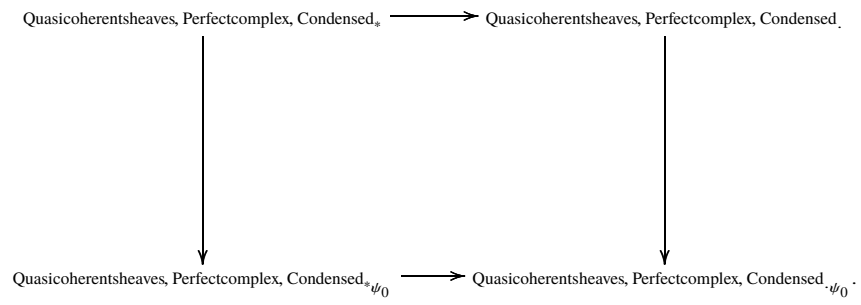 Quasicoherentsheaves, Perfectcomplex, Condensed* Quasicoherentsheaves, Perfectcomplex, Condensed.
Quasicoherentsheaves, Perfectcomplex, Condensed*ψ0 Quasicoherentsheaves, Perfectcomplex, Condensed.ψ0 .